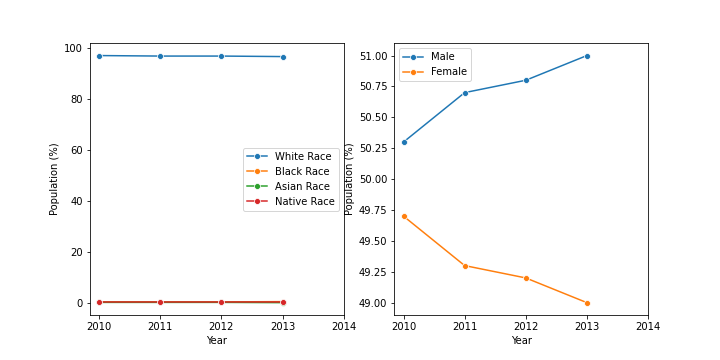 100
80
60
40
20
0
Population (%)
2010 2011 2012 2013 2014
Year
White Race
Black Race
Asian Race
Native Race
51.00
50.75
50.50
50.25
50.00
49.75
49.50
49.25
49.00
Population (%)
2010 2011 2012 2013 2014
Year
Male
Female